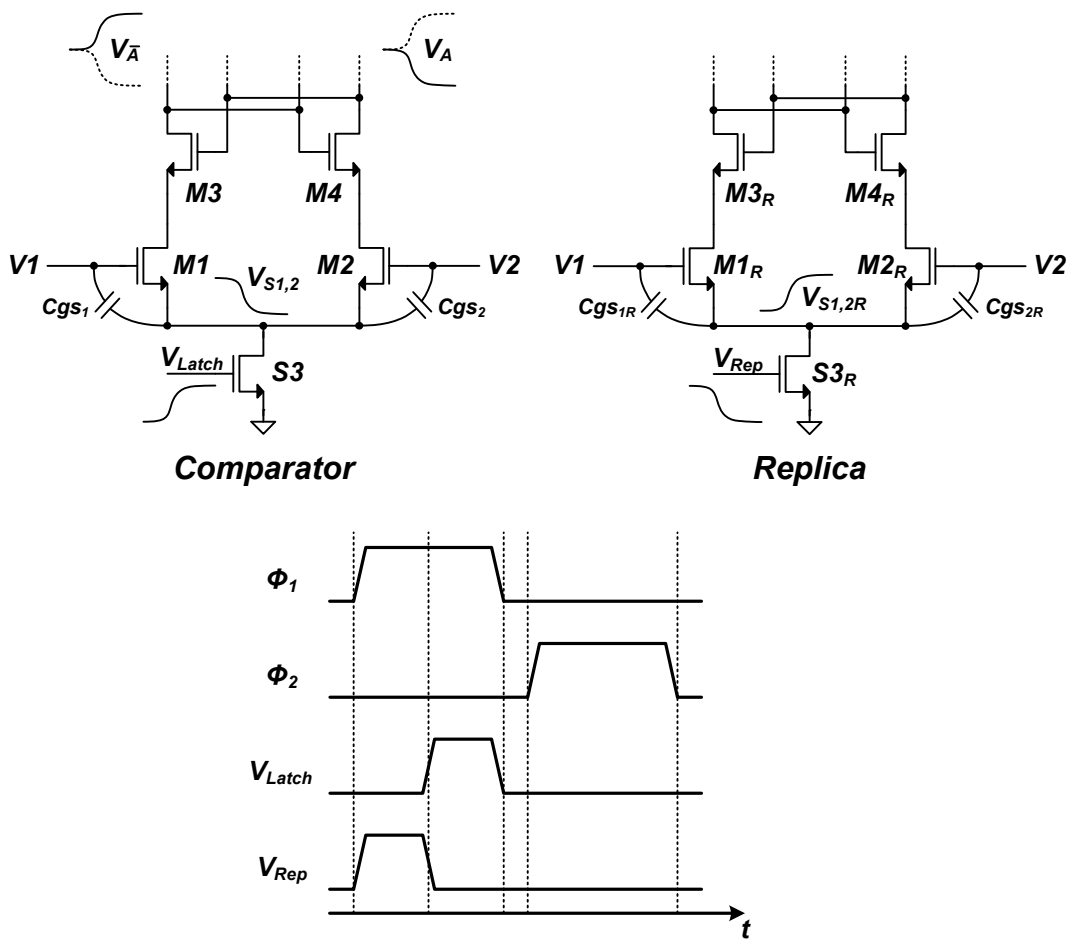 V_Ā V_A
M3 M4 M3_R M4_R
V1 M1 V_S1,2 M2 V2 V1 M1_R V_S1,2R M2_R V2
Cgs_1 Cgs_2 Cgs_1R Cgs_2R
V_Latch S3 V_Rep S3_R
Comparator Replica
Φ_1
Φ_2
V_Latch
V_Rep
t